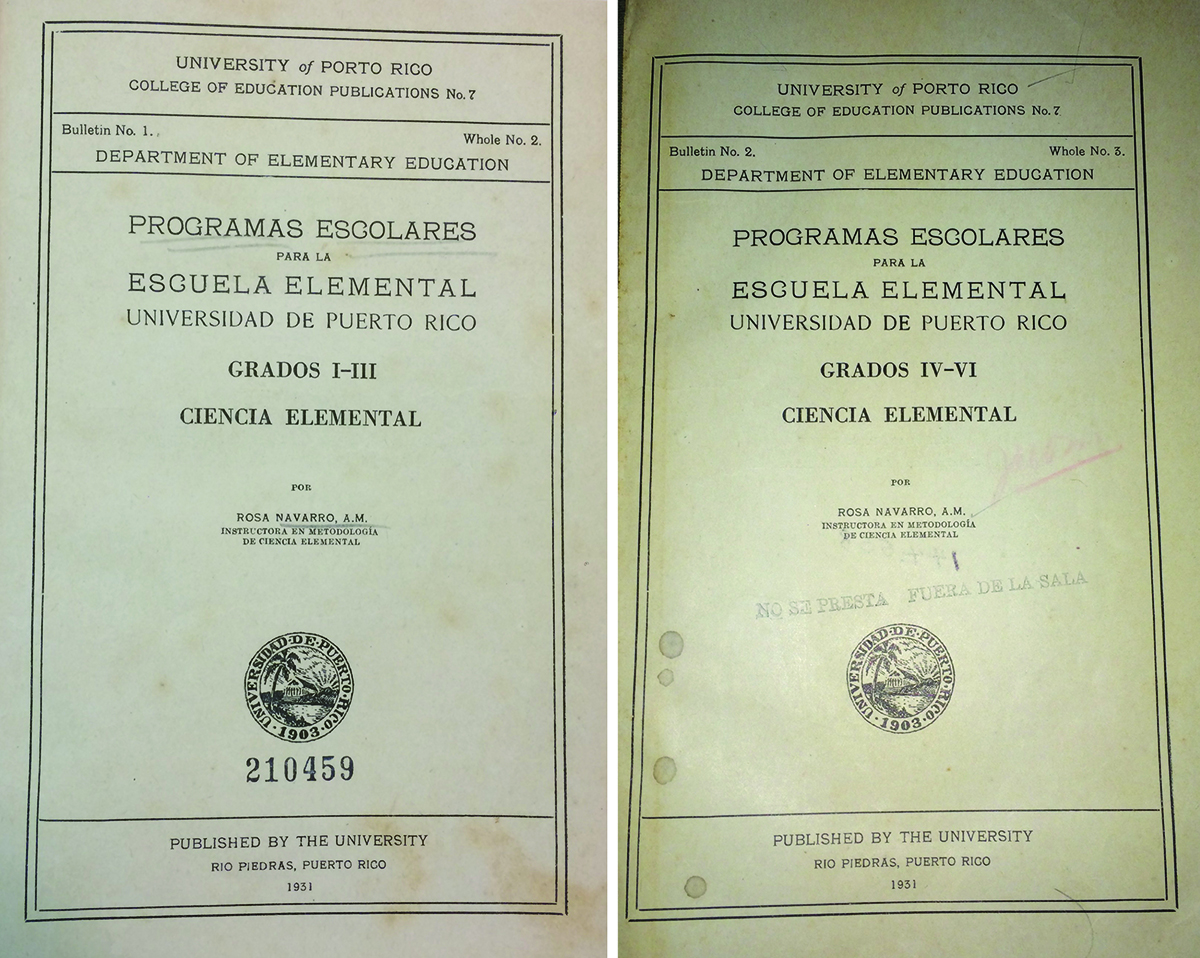 UNIVERSITY of PORTO RICO
COLLEGE OF EDUCATION PUBLICATIONS No. 7
Bulletin No. 1.
Whole No. 2.
DEPARTMENT OF ELEMENTARY EDUCATION
PROGRAMAS ESCOLARES
PARA LA
ESCUELA ELEMENTAL
UNIVERSIDAD DE PUERTO RICO
GRADOS I–III
CIENCIA ELEMENTAL
POR
ROSA NAVARRO, A.M.
INSTRUCTORA EN METODOLOGÍA
DE CIENCIA ELEMENTAL
UNIVERSIDAD·DE·PUERTO·RICO·
·1903·
210459
PUBLISHED BY THE UNIVERSITY
RIO PIEDRAS, PUERTO RICO
1931
UNIVERSITY of PORTO RICO
COLLEGE OF EDUCATION PUBLICATIONS No. 7
Bulletin No. 2.
Whole No. 3.
DEPARTMENT OF ELEMENTARY EDUCATION
PROGRAMAS ESCOLARES
PARA LA
ESCUELA ELEMENTAL
UNIVERSIDAD DE PUERTO RICO
GRADOS IV–VI
CIENCIA ELEMENTAL
POR
ROSA NAVARRO, A.M.
INSTRUCTORA EN METODOLOGÍA
DE CIENCIA ELEMENTAL
NO SE PRESTA FUERA DE LA SALA
UNIVERSIDAD·DE·PUERTO·RICO·
·1903·
PUBLISHED BY THE UNIVERSITY
RIO PIEDRAS, PUERTO RICO
1931